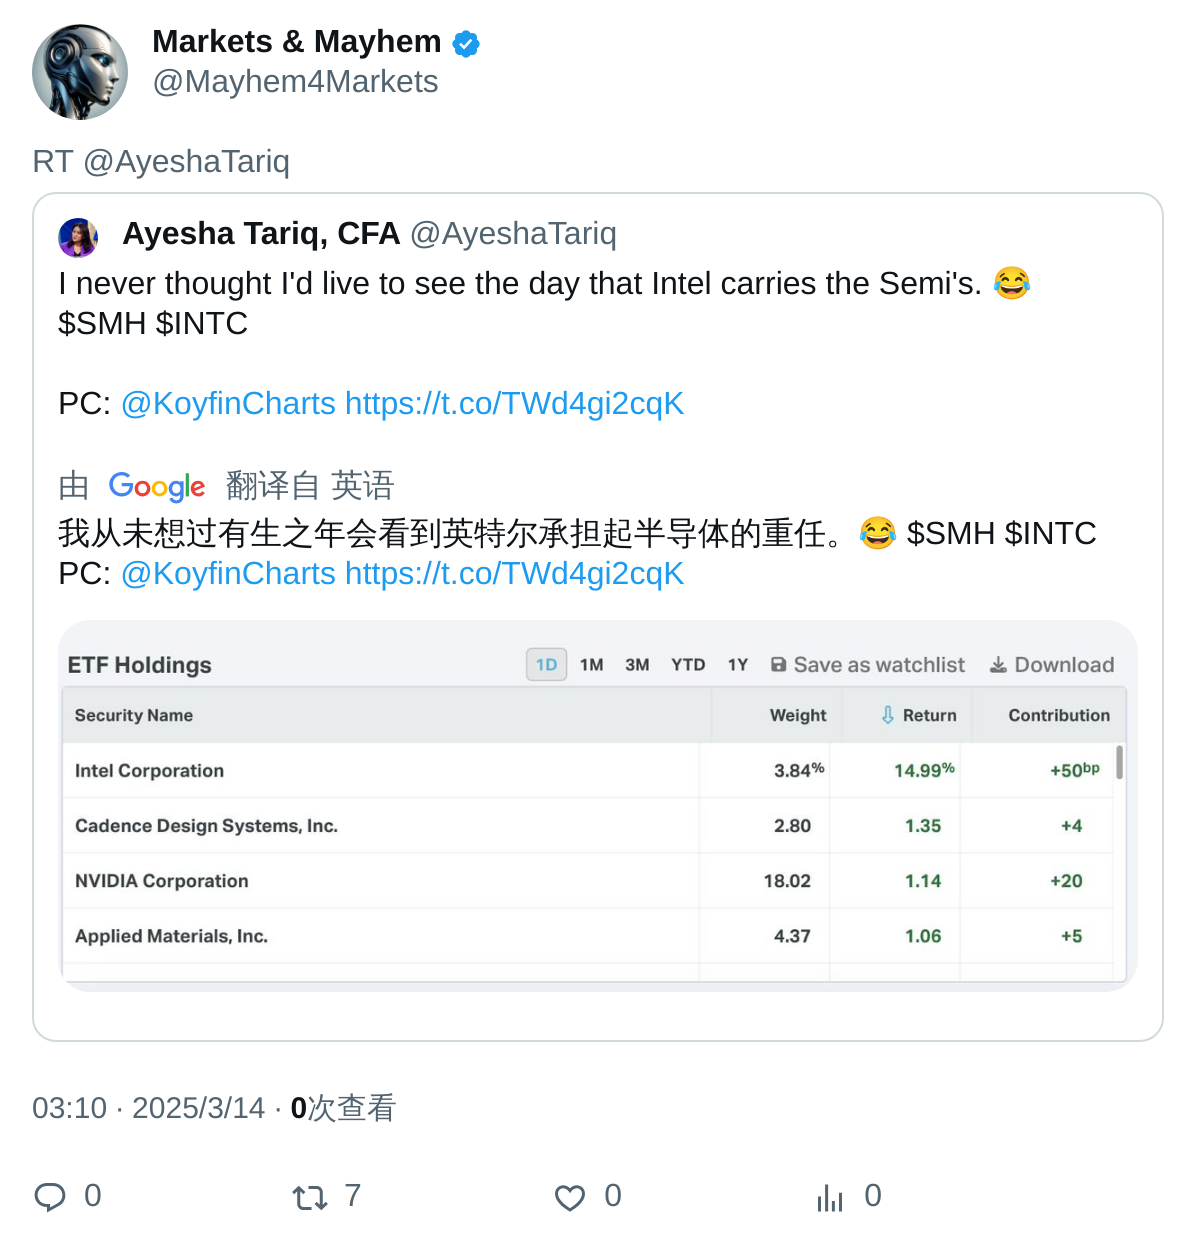 Markets & Mayhem
@Mayhem4Markets
RT @AyeshaTariq
Ayesha Tariq, CFA @AyeshaTariq
I never thought I'd live to see the day that Intel carries the Semi's. 😂
$SMH $INTC
PC: @KoyfinCharts https://t.co/TWd4gi2cqK
由 Google 翻译自 英语
我从未想过有生之年会看到英特尔承担起半导体的重任。😂 $SMH $INTC
PC: @KoyfinCharts https://t.co/TWd4gi2cqK
ETF Holdings 1D 1M 3M YTD 1Y Save as watchlist Download
Security Name Weight ⇩ Return Contribution
Intel Corporation 3.84% 14.99% +50bp
Cadence Design Systems, Inc. 2.80 1.35 +4
NVIDIA Corporation 18.02 1.14 +20
Applied Materials, Inc. 4.37 1.06 +5
03:10 · 2025/3/14 · 0次查看
0 7 0 0